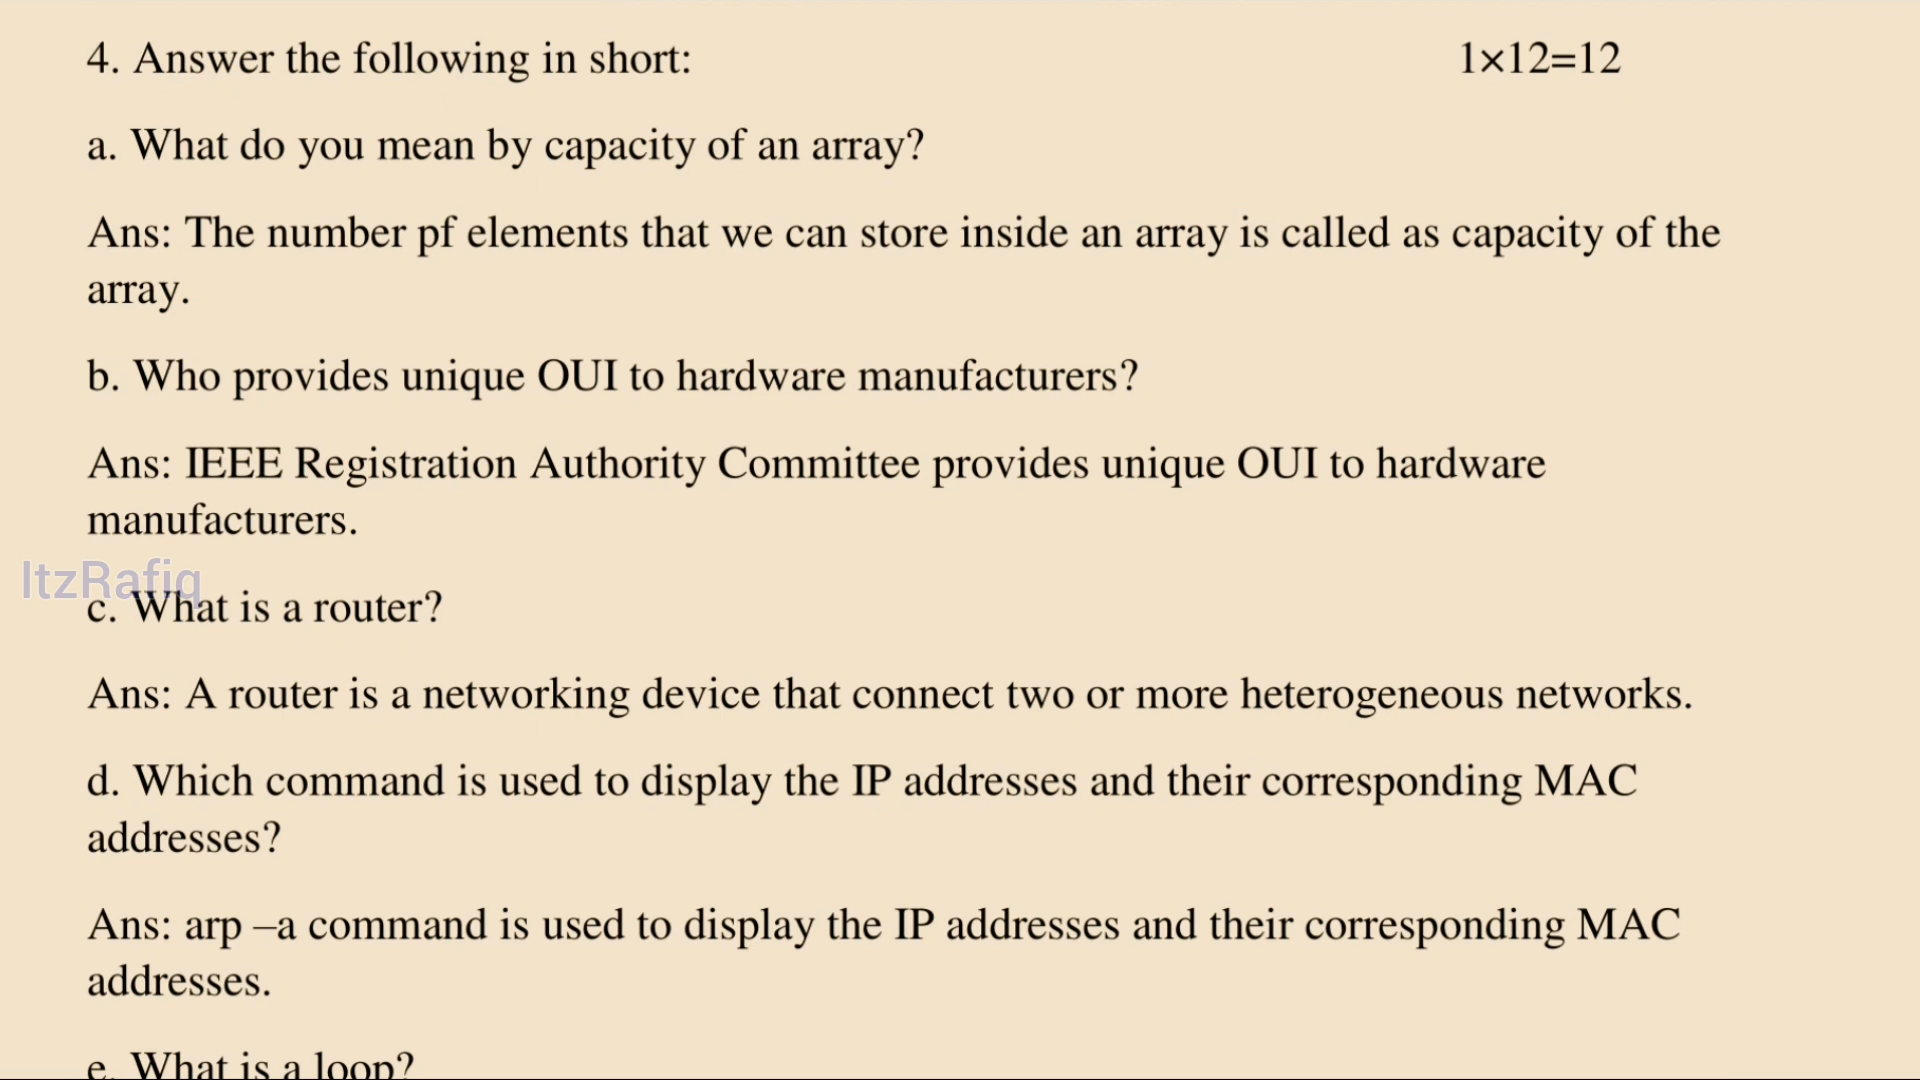 4. Answer the following in short: 1×12=12
a. What do you mean by capacity of an array?
Ans: The number pf elements that we can store inside an array is called as capacity of the
array.
b. Who provides unique OUI to hardware manufacturers?
Ans: IEEE Registration Authority Committee provides unique OUI to hardware
manufacturers.
ItzRafiq
c. What is a router?
Ans: A router is a networking device that connect two or more heterogeneous networks.
d. Which command is used to display the IP addresses and their corresponding MAC
addresses?
Ans: arp –a command is used to display the IP addresses and their corresponding MAC
addresses.
e. What is a loop?